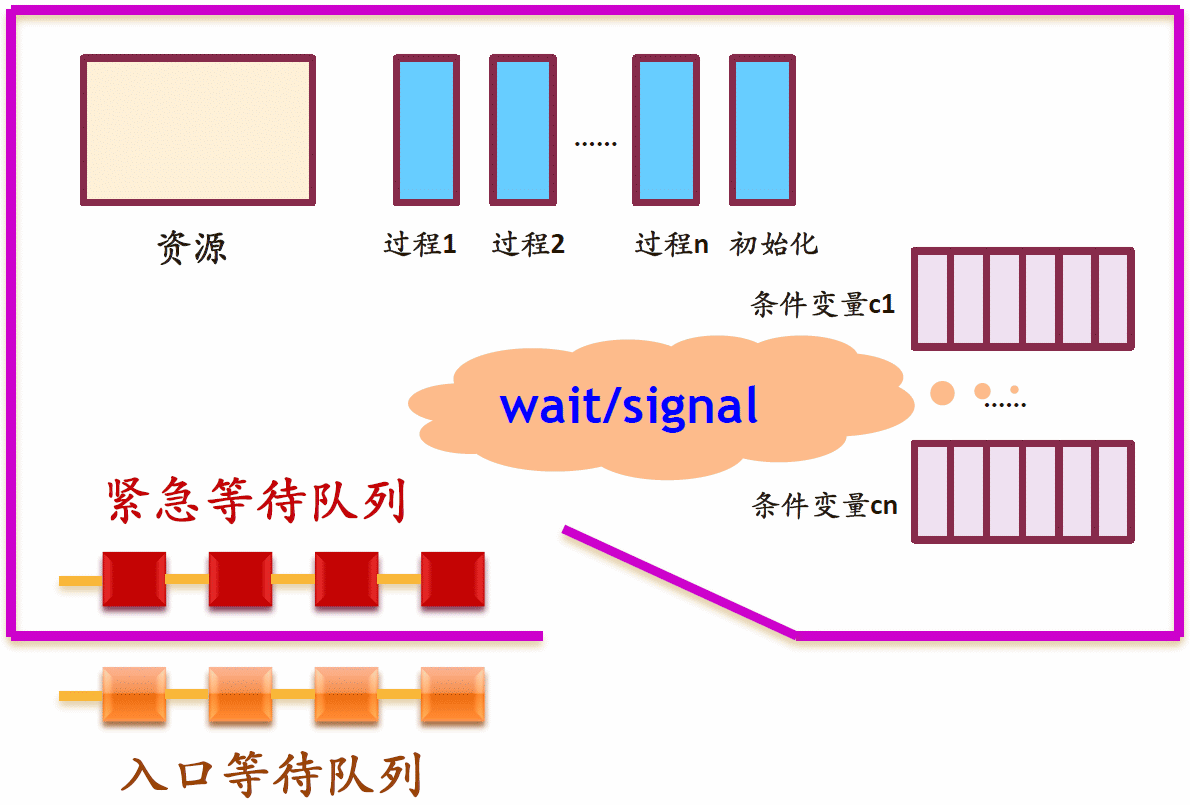 资源
过程1 过程2 …… 过程n 初始化
条件变量c1
wait/signal
……
条件变量cn
紧急等待队列
入口等待队列